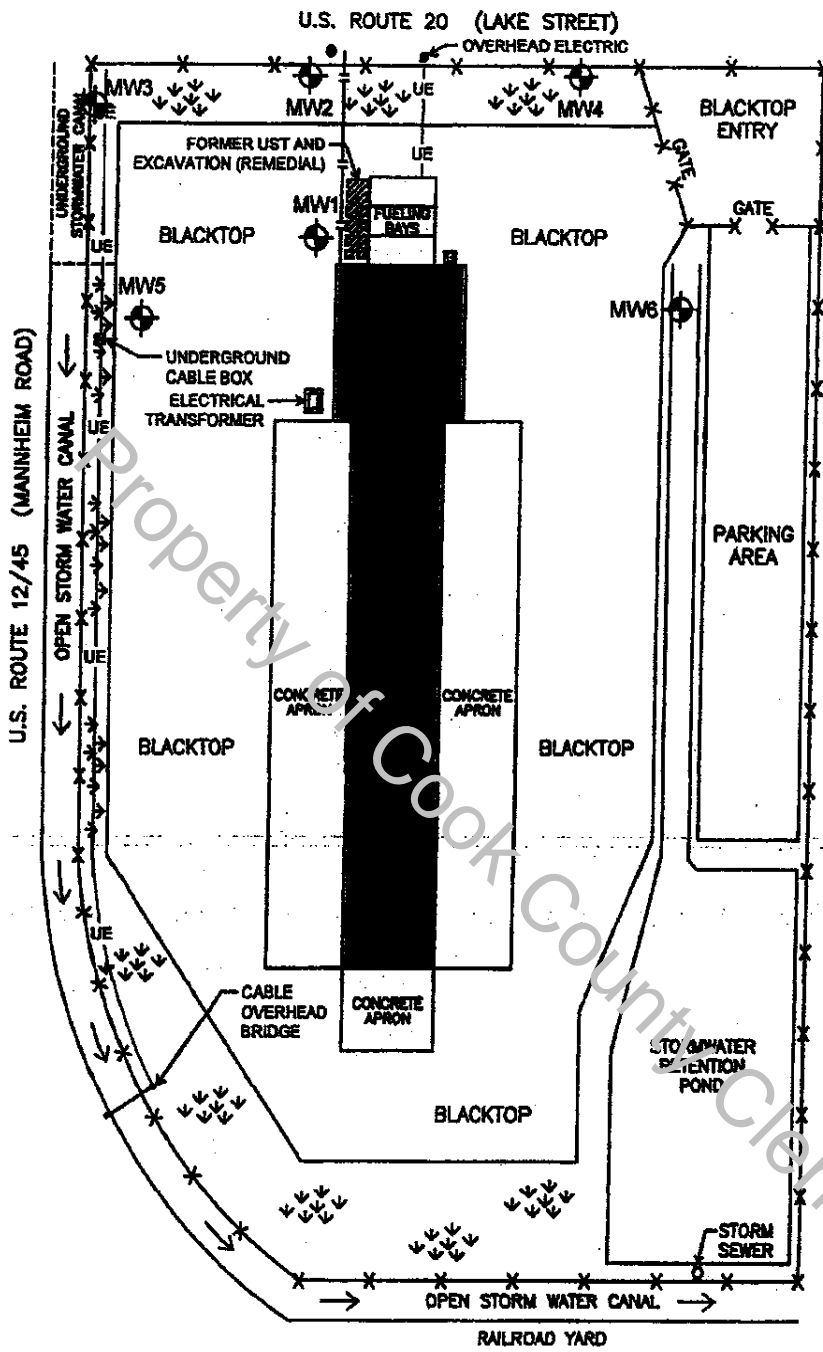 U.S. ROUTE 20 (LAKE STREET)
OVERHEAD ELECTRIC
MW3
UE
MW2
UE
MW4
BLACKTOP
ENTRY
UNDERGROUND
STORMWATER CANAL
FORMER UST AND
EXCAVATION (REMEDIAL)
UE
GATE
MW1
FUELING
BAYS
GATE
BLACKTOP
BLACKTOP
UE
MW5
MW6
UNDERGROUND
CABLE BOX
ELECTRICAL
TRANSFORMER
UE
U.S. ROUTE 12/45 (MANNHEIM ROAD)
OPEN STORM WATER CANAL
PARKING
AREA
UE
CONCRETE
APRON
CONCRETE
APRON
BLACKTOP
BLACKTOP
UE
CABLE
OVERHEAD
BRIDGE
CONCRETE
APRON
STORMWATER
RETENTION
POND
BLACKTOP
STORM
SEWER
OPEN STORM WATER CANAL
RAILROAD YARD
Property of Cook County Cler